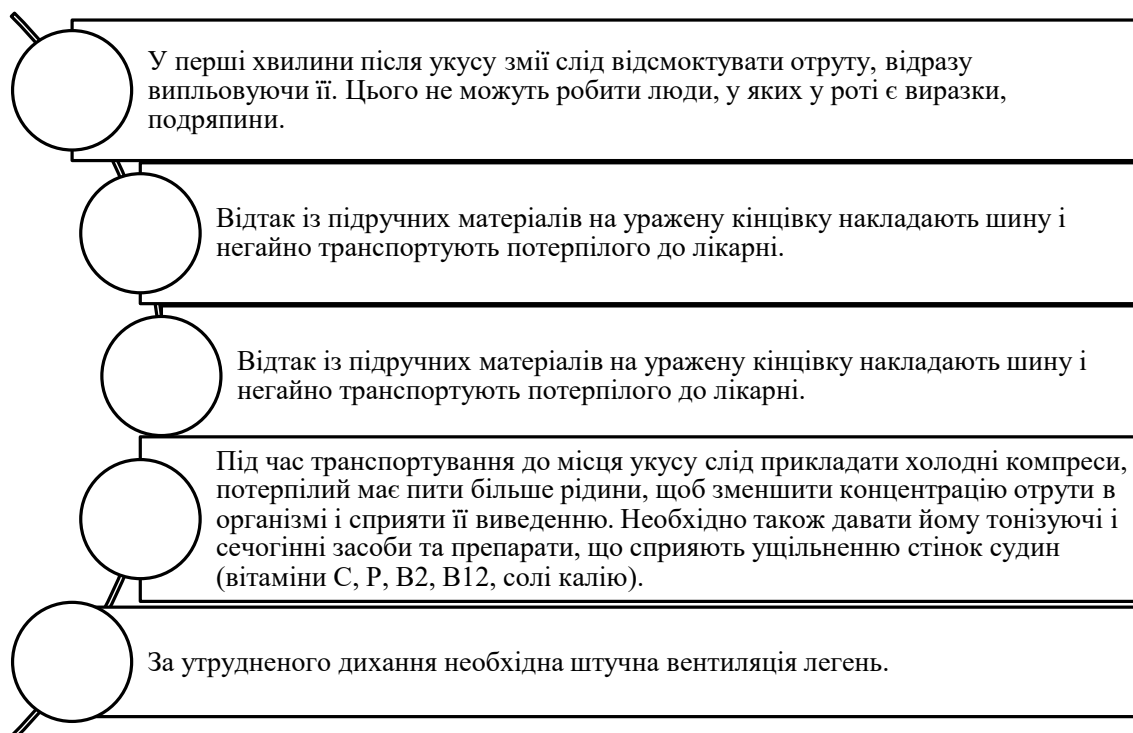 У перші хвилини після укусу змії слід відсмоктувати отруту, відразу
випльовуючи її. Цього не можуть робити люди, у яких у роті є виразки,
подряпини.
Відтак із підручних матеріалів на уражену кінцівку накладають шину і
негайно транспортують потерпілого до лікарні.
Відтак із підручних матеріалів на уражену кінцівку накладають шину і
негайно транспортують потерпілого до лікарні.
Під час транспортування до місця укусу слід прикладати холодні компреси,
потерпілий має пити більше рідини, щоб зменшити концентрацію отрути в
організмі і сприяти її виведенню. Необхідно також давати йому тонізуючі і
сечогінні засоби та препарати, що сприяють ущільненню стінок судин
(вітаміни С, Р, В2, В12, солі калію).
За утрудненого дихання необхідна штучна вентиляція легень.